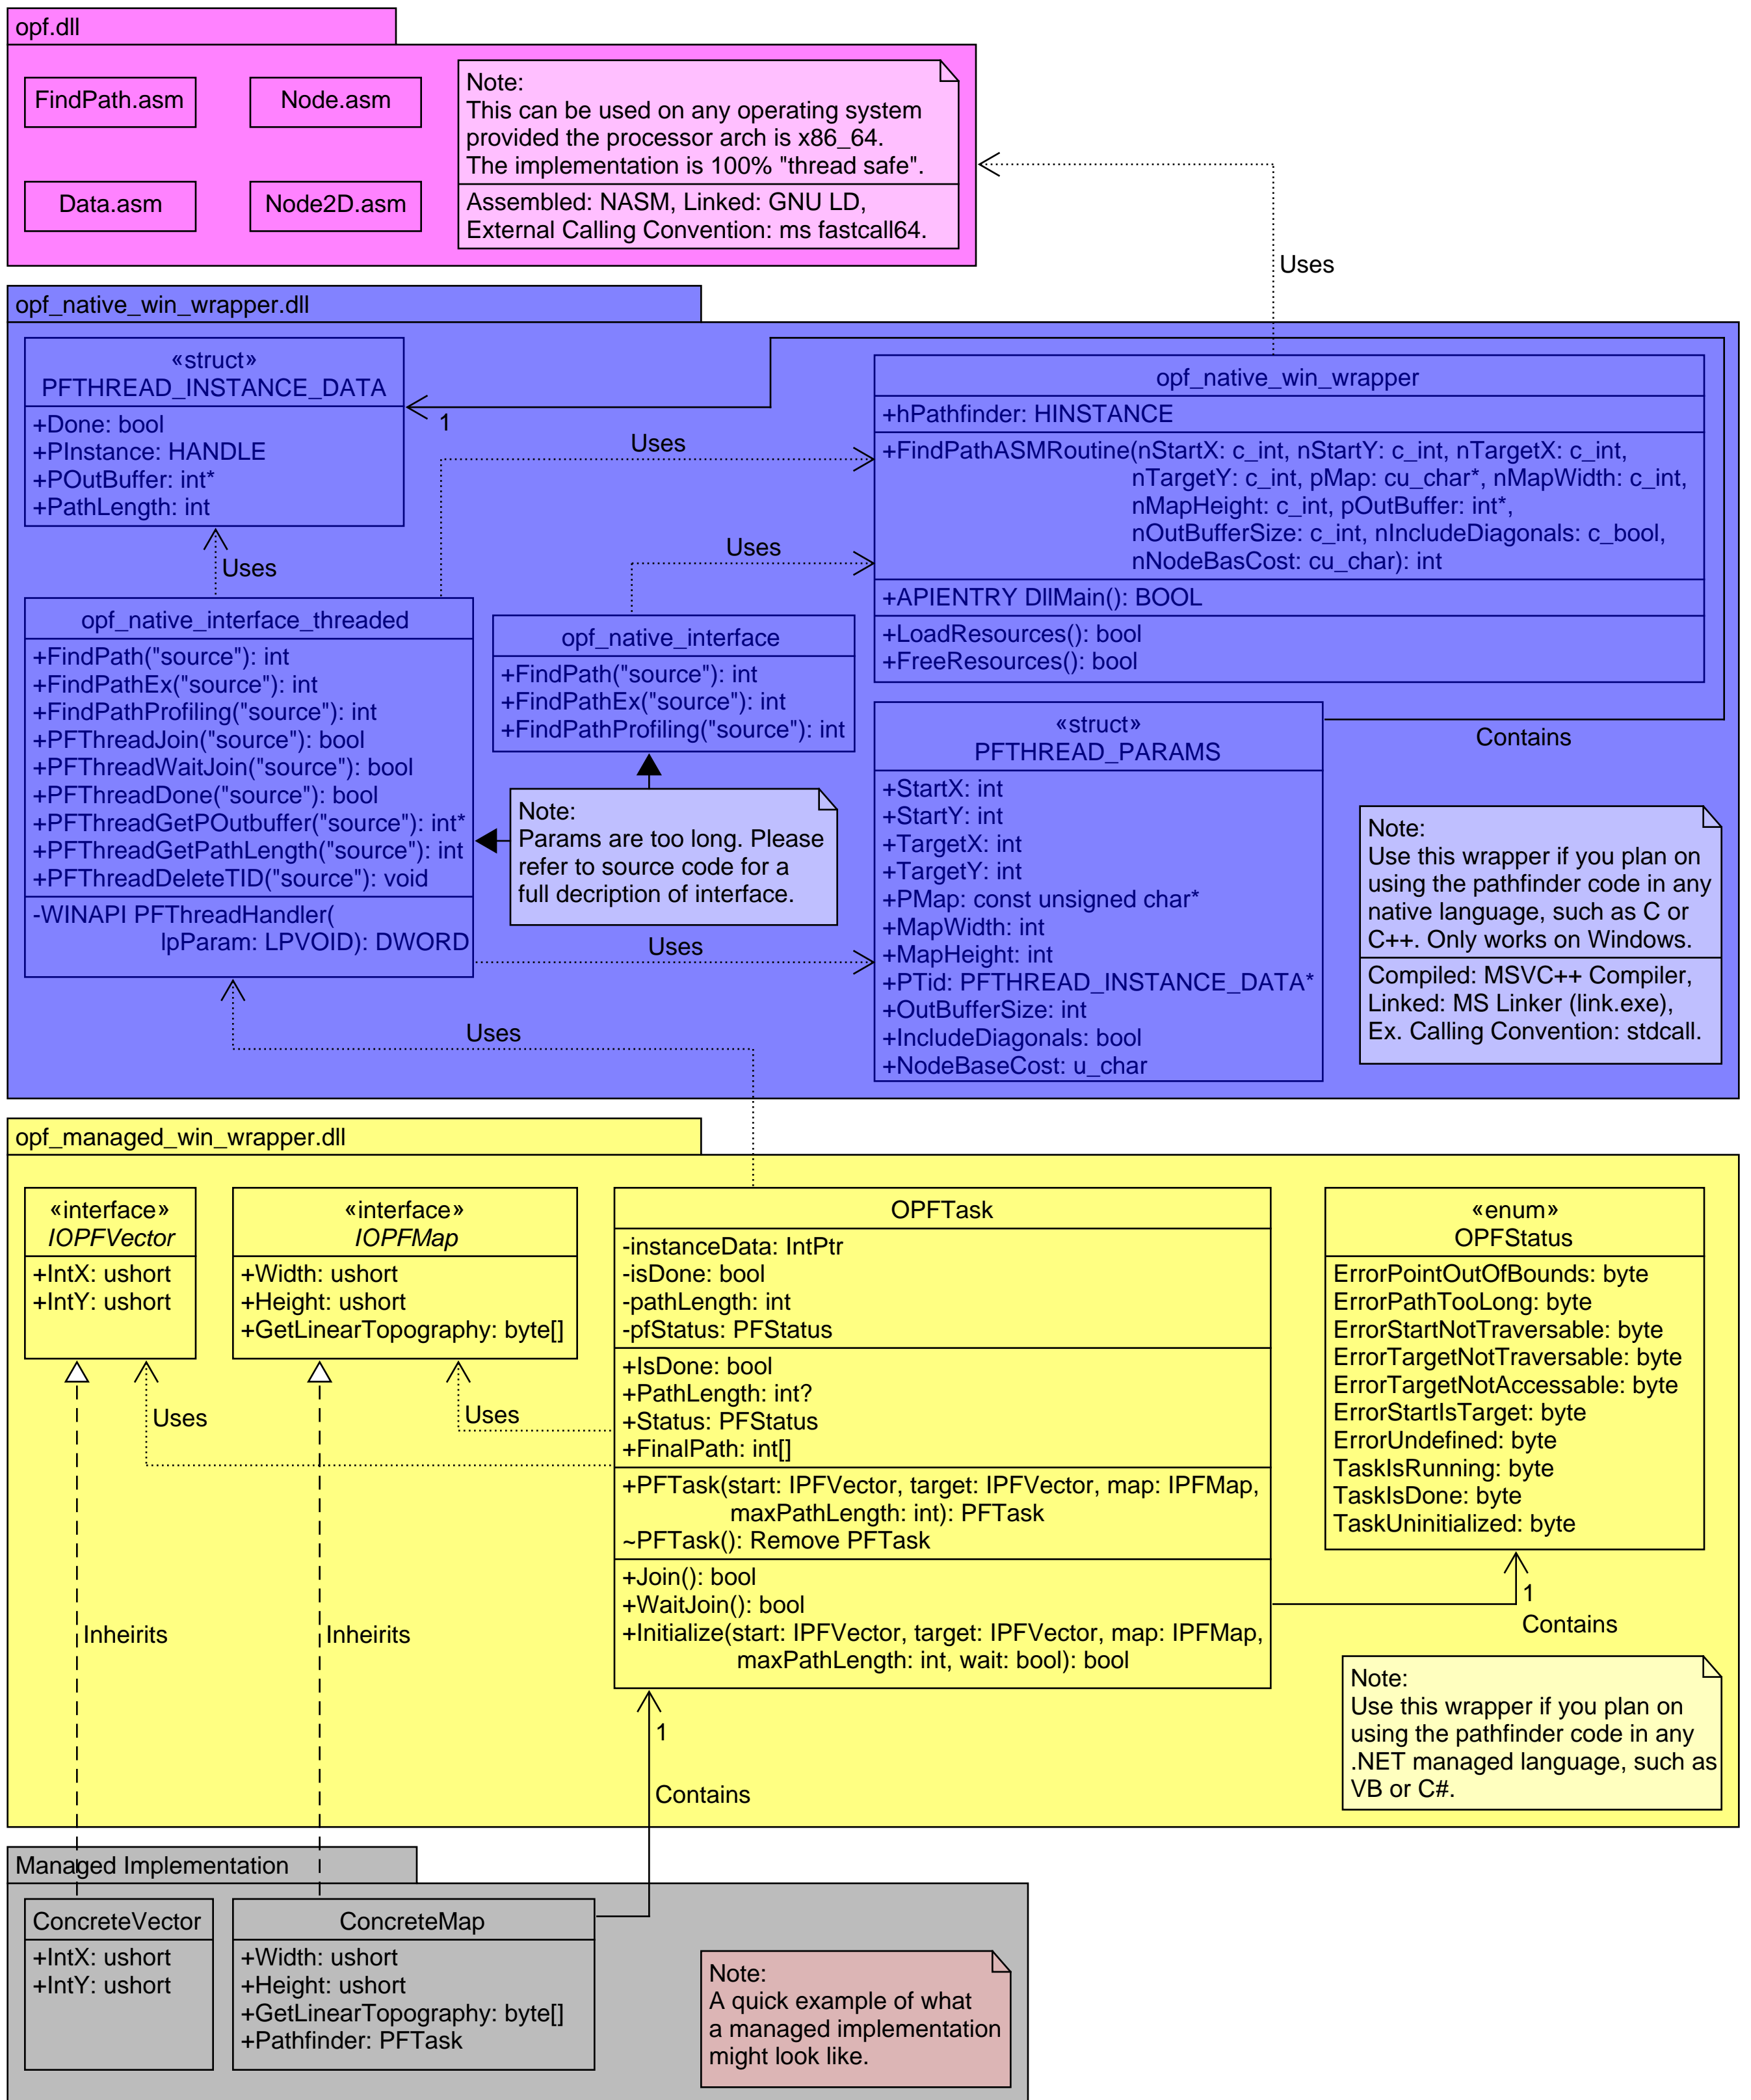 opf.dll
FindPath.asm
Node.asm
Data.asm
Node2D.asm
Note:
This can be used on any operating system
provided the processor arch is x86_64.
The implementation is 100% "thread safe".
Assembled: NASM, Linked: GNU LD,
External Calling Convention: ms fastcall64.
Uses
opf_native_win_wrapper.dll
«struct»
PFTHREAD_INSTANCE_DATA
+Done: bool
+PInstance: HANDLE
+POutBuffer: int*
+PathLength: int
1
Uses
Uses
Uses
opf_native_win_wrapper
+hPathfinder: HINSTANCE
+FindPathASMRoutine(nStartX: c_int, nStartY: c_int, nTargetX: c_int,
nTargetY: c_int, pMap: cu_char*, nMapWidth: c_int,
nMapHeight: c_int, pOutBuffer: int*,
nOutBufferSize: c_int, nIncludeDiagonals: c_bool,
nNodeBasCost: cu_char): int
+APIENTRY DllMain(): BOOL
+LoadResources(): bool
+FreeResources(): bool
opf_native_interface_threaded
+FindPath("source"): int
+FindPathEx("source"): int
+FindPathProfiling("source"): int
+PFThreadJoin("source"): bool
+PFThreadWaitJoin("source"): bool
+PFThreadDone("source"): bool
+PFThreadGetPOutbuffer("source"): int*
+PFThreadGetPathLength("source"): int
+PFThreadDeleteTID("source"): void
-WINAPI PFThreadHandler(
lpParam: LPVOID): DWORD
opf_native_interface
+FindPath("source"): int
+FindPathEx("source"): int
+FindPathProfiling("source"): int
Note:
Params are too long. Please
refer to source code for a
full decription of interface.
Uses
Uses
«struct»
PFTHREAD_PARAMS
+StartX: int
+StartY: int
+TargetX: int
+TargetY: int
+PMap: const unsigned char*
+MapWidth: int
+MapHeight: int
+PTid: PFTHREAD_INSTANCE_DATA*
+OutBufferSize: int
+IncludeDiagonals: bool
+NodeBaseCost: u_char
Contains
Note:
Use this wrapper if you plan on
using the pathfinder code in any
native language, such as C or
C++. Only works on Windows.
Compiled: MSVC++ Compiler,
Linked: MS Linker (link.exe),
Ex. Calling Convention: stdcall.
opf_managed_win_wrapper.dll
«interface»
IOPFVector
+IntX: ushort
+IntY: ushort
«interface»
IOPFMap
+Width: ushort
+Height: ushort
+GetLinearTopography: byte[]
Uses
Uses
OPFTask
-instanceData: IntPtr
-isDone: bool
-pathLength: int
-pfStatus: PFStatus
+IsDone: bool
+PathLength: int?
+Status: PFStatus
+FinalPath: int[]
+PFTask(start: IPFVector, target: IPFVector, map: IPFMap,
maxPathLength: int): PFTask
~PFTask(): Remove PFTask
+Join(): bool
+WaitJoin(): bool
+Initialize(start: IPFVector, target: IPFVector, map: IPFMap,
maxPathLength: int, wait: bool): bool
«enum»
OPFStatus
ErrorPointOutOfBounds: byte
ErrorPathTooLong: byte
ErrorStartNotTraversable: byte
ErrorTargetNotTraversable: byte
ErrorTargetNotAccessable: byte
ErrorStartIsTarget: byte
ErrorUndefined: byte
TaskIsRunning: byte
TaskIsDone: byte
TaskUninitialized: byte
1
Contains
Inheirits
Inheirits
1
Contains
Note:
Use this wrapper if you plan on
using the pathfinder code in any
.NET managed language, such as
VB or C#.
Managed Implementation
ConcreteVector
+IntX: ushort
+IntY: ushort
ConcreteMap
+Width: ushort
+Height: ushort
+GetLinearTopography: byte[]
+Pathfinder: PFTask
Note:
A quick example of what
a managed implementation
might look like.